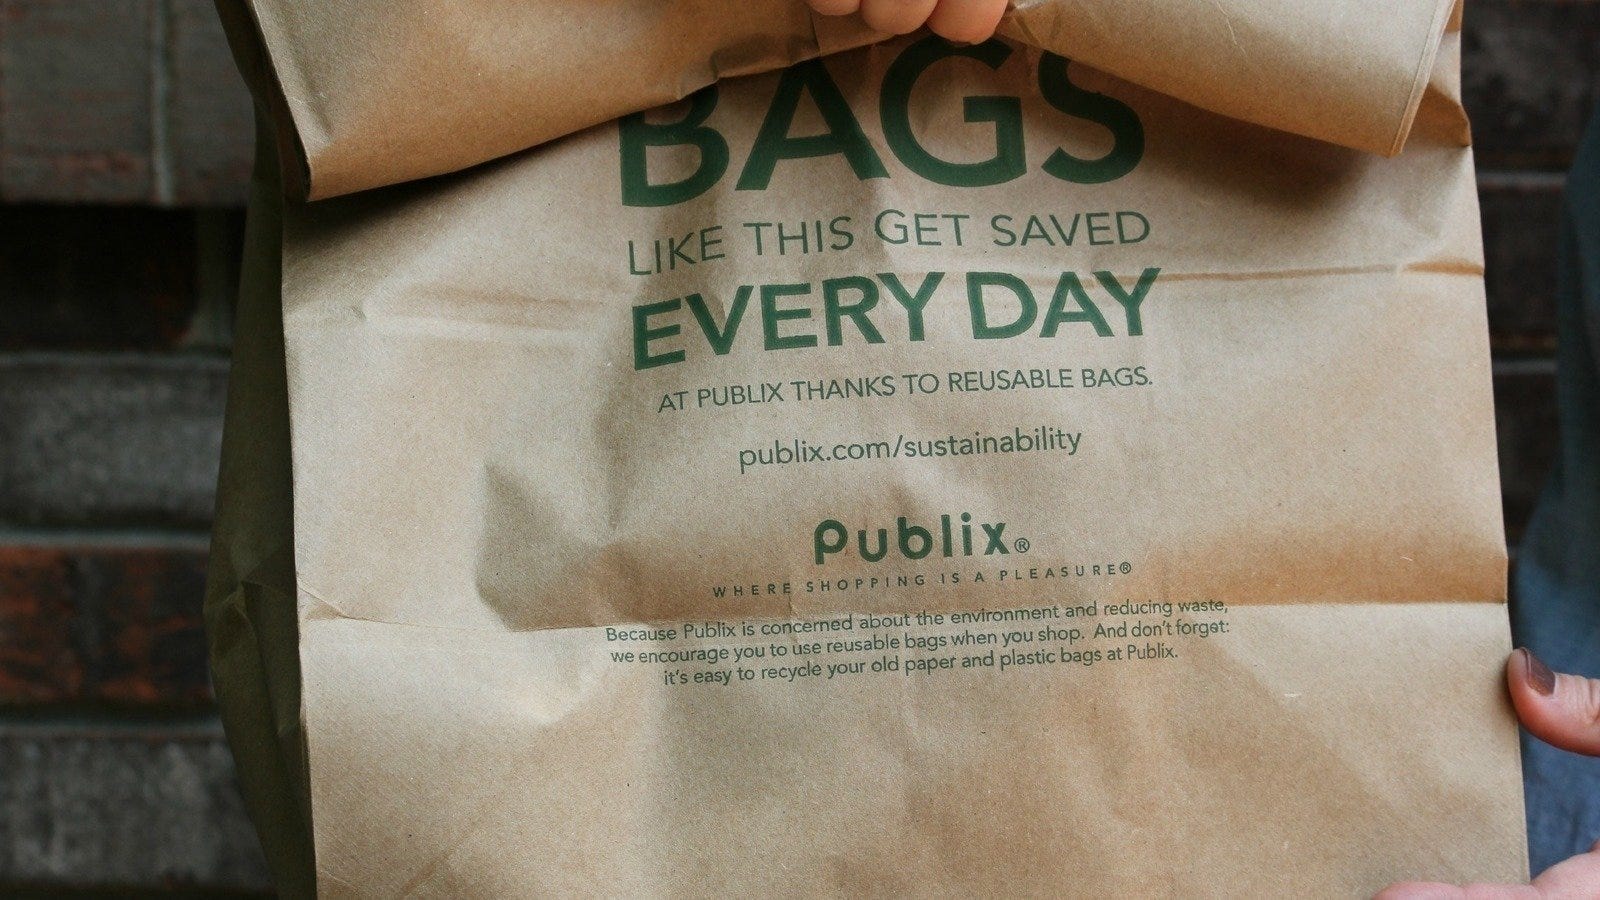 BAGS
LIKE THIS GET SAVED
EVERY DAY
AT PUBLIX THANKS TO REUSABLE BAGS.
publix.com/sustainability
Publix®
WHERE SHOPPING IS A PLEASURE®
Because Publix is concerned about the environment and reducing waste,
we encourage you to use reusable bags when you shop. And don't forget:
it's easy to recycle your old paper and plastic bags at Publix.